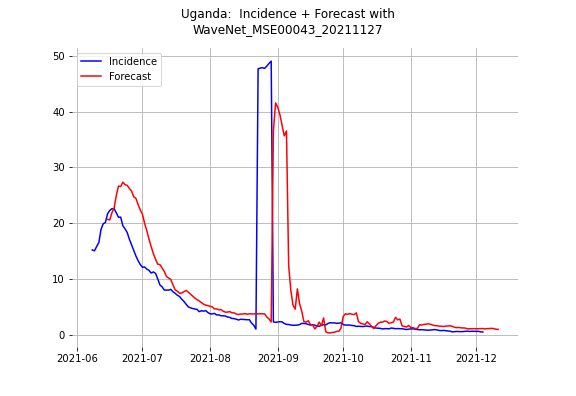 Uganda:  Incidence + Forecast with
WaveNet_MSE00043_20211127
Incidence
Forecast
50
40
30
20
10
0
2021-06 2021-07 2021-08 2021-09 2021-10 2021-11 2021-12